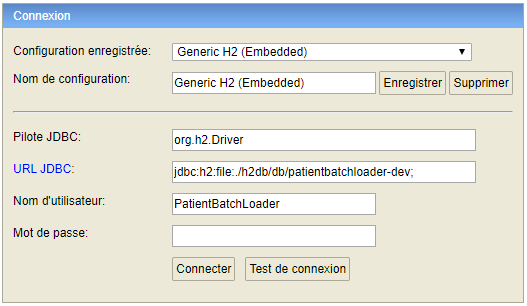 Connexion
Configuration enregistrée: Generic H2 (Embedded)
Nom de configuration: Generic H2 (Embedded) Enregistrer Supprimer
Pilote JDBC: org.h2.Driver
URL JDBC: jdbc:h2:file:./h2db/db/patientbatchloader-dev;
Nom d'utilisateur: PatientBatchLoader
Mot de passe:
Connecter Test de connexion